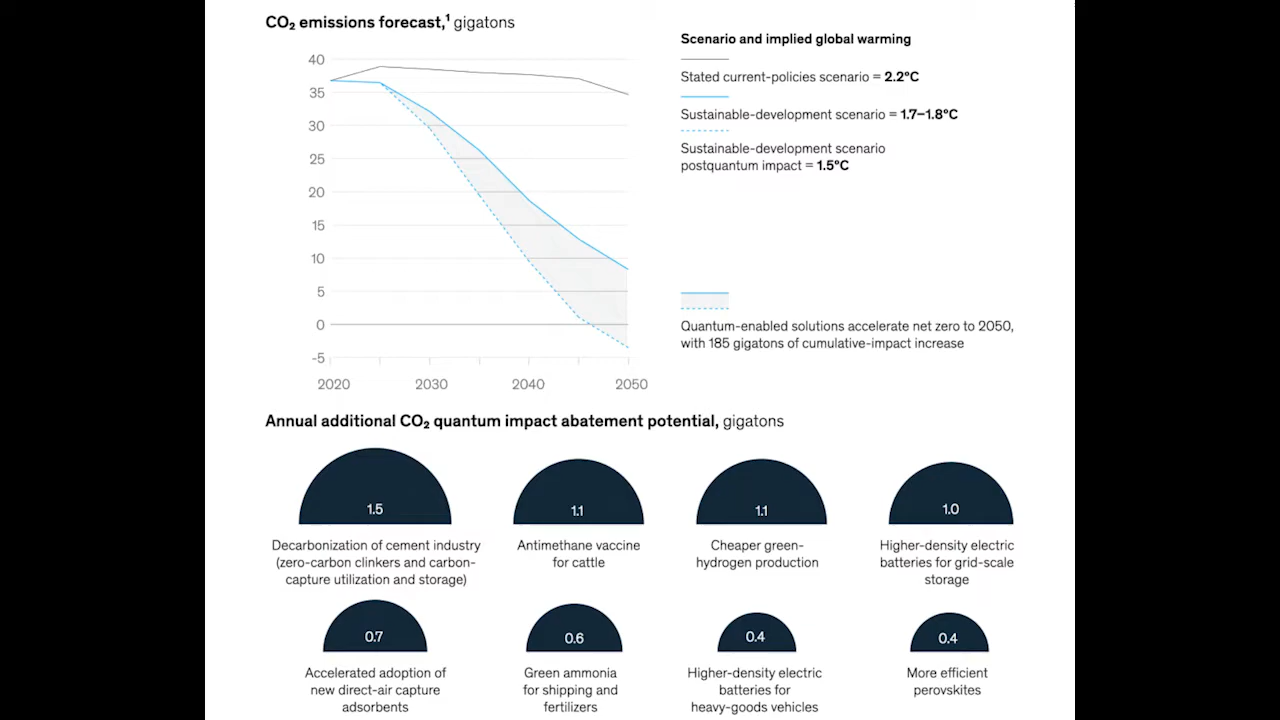 CO₂ emissions forecast,¹ gigatons
40
35
30
25
20
15
10
5
0
-5
2020 2030 2040 2050
Scenario and implied global warming
Stated current-policies scenario = 2.2°C
Sustainable-development scenario = 1.7–1.8°C
Sustainable-development scenario
postquantum impact = 1.5°C
Quantum-enabled solutions accelerate net zero to 2050,
with 185 gigatons of cumulative-impact increase
Annual additional CO₂ quantum impact abatement potential, gigatons
1.5
Decarbonization of cement industry
(zero-carbon clinkers and carbon-
capture utilization and storage)
1.1
Antimethane vaccine
for cattle
1.1
Cheaper green-
hydrogen production
1.0
Higher-density electric
batteries for grid-scale
storage
0.7
Accelerated adoption of
new direct-air capture
adsorbents
0.6
Green ammonia
for shipping and
fertilizers
0.4
Higher-density electric
batteries for
heavy-goods vehicles
0.4
More efficient
perovskites